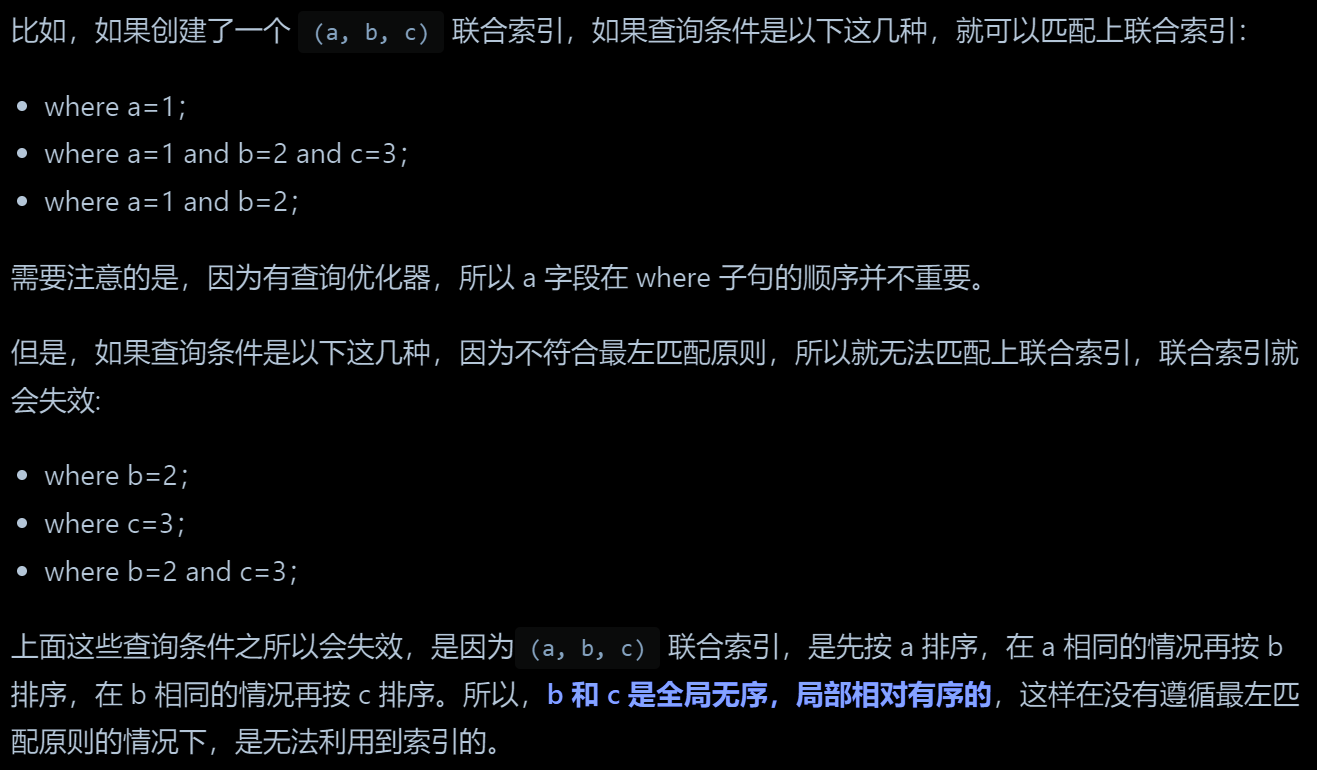 比如，如果创建了一个 (a, b, c) 联合索引，如果查询条件是以下这几种，就可以匹配上联合索引：
• where a=1；
• where a=1 and b=2 and c=3；
• where a=1 and b=2；
需要注意的是，因为有查询优化器，所以 a 字段在 where 子句的顺序并不重要。
但是，如果查询条件是以下这几种，因为不符合最左匹配原则，所以就无法匹配上联合索引，联合索引就
会失效:
• where b=2；
• where c=3；
• where b=2 and c=3；
上面这些查询条件之所以会失效，是因为 (a, b, c) 联合索引，是先按 a 排序，在 a 相同的情况再按 b
排序，在 b 相同的情况再按 c 排序。所以，b 和 c 是全局无序，局部相对有序的，这样在没有遵循最左匹
配原则的情况下，是无法利用到索引的。